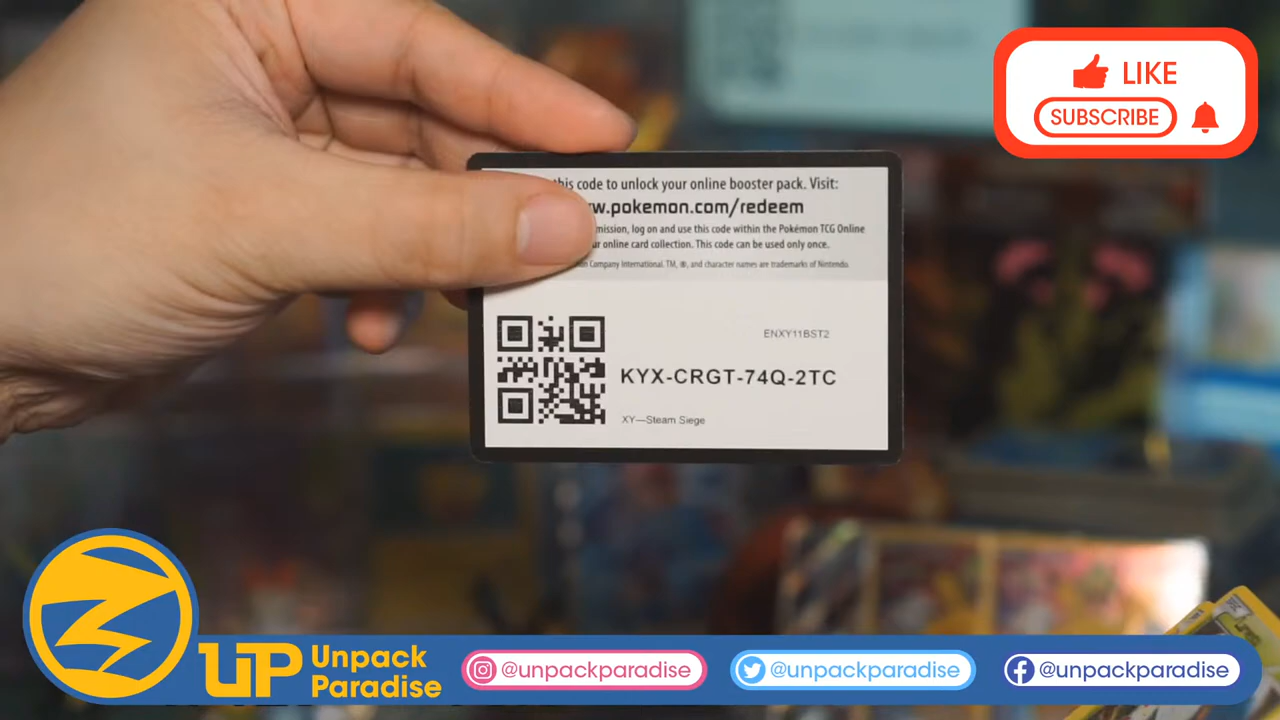 LIKE
SUBSCRIBE
this code to unlock your online booster pack. Visit:
w.pokemon.com/redeem
mission, log on and use this code within the Pokémon TCG Online
ur online card collection. This code can be used only once.
on Company International. TM, ®, and character names are trademarks of Nintendo.
ENXY11BST2
KYX-CRGT-74Q-2TC
XY—Steam Siege
UP Unpack
Paradise
@unpackparadise
@unpackparadise
@unpackparadise